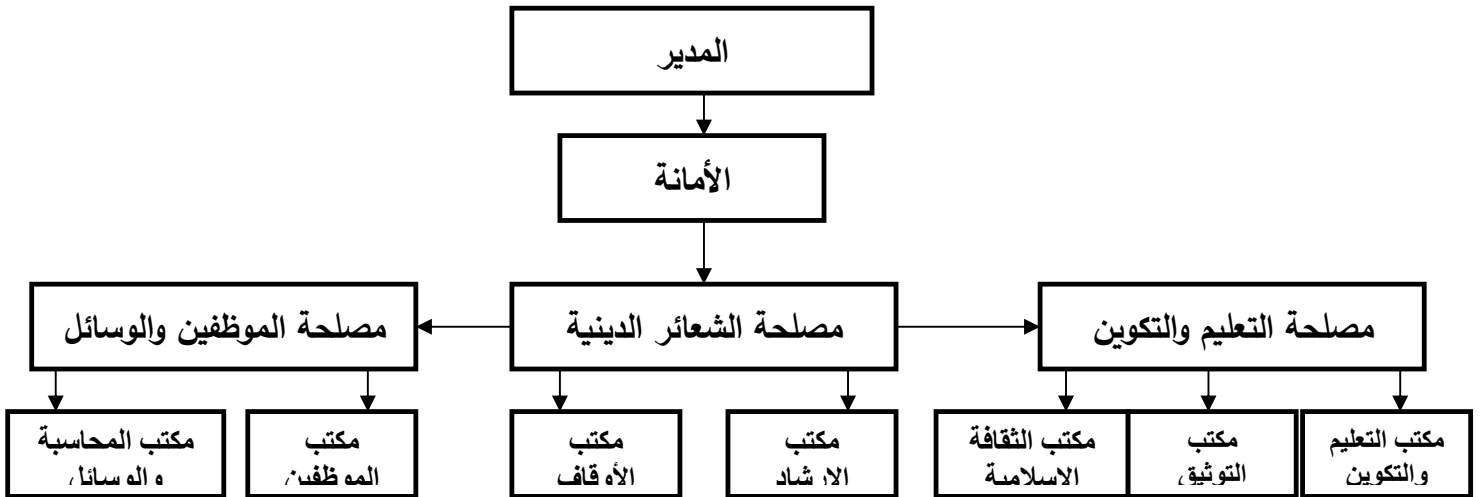 المدير
الأمانة
مصلحة التعليم والتكوين
مصلحة الشعائر الدينية
مصلحة الموظفين والوسائل
مكتب التعليم
والتكوين
مكتب
التوثيق
مكتب الثقافة
الاسلامية
مكتب
الارشاد
مكتب
الأوقاف
مكتب
الموظفين
مكتب المحاسبة
والوسائل